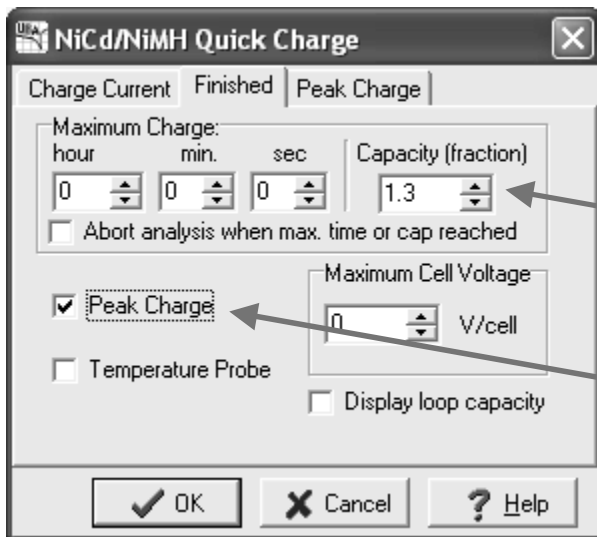 NiCd/NiMH Quick Charge
Charge Current Finished Peak Charge
Maximum Charge:
hour min. sec Capacity (fraction)
0 0 0 1.3
Abort analysis when max. time or cap reached
Maximum Cell Voltage
Peak Charge
0 V/cell
Temperature Probe
Display loop capacity
OK Cancel ? Help